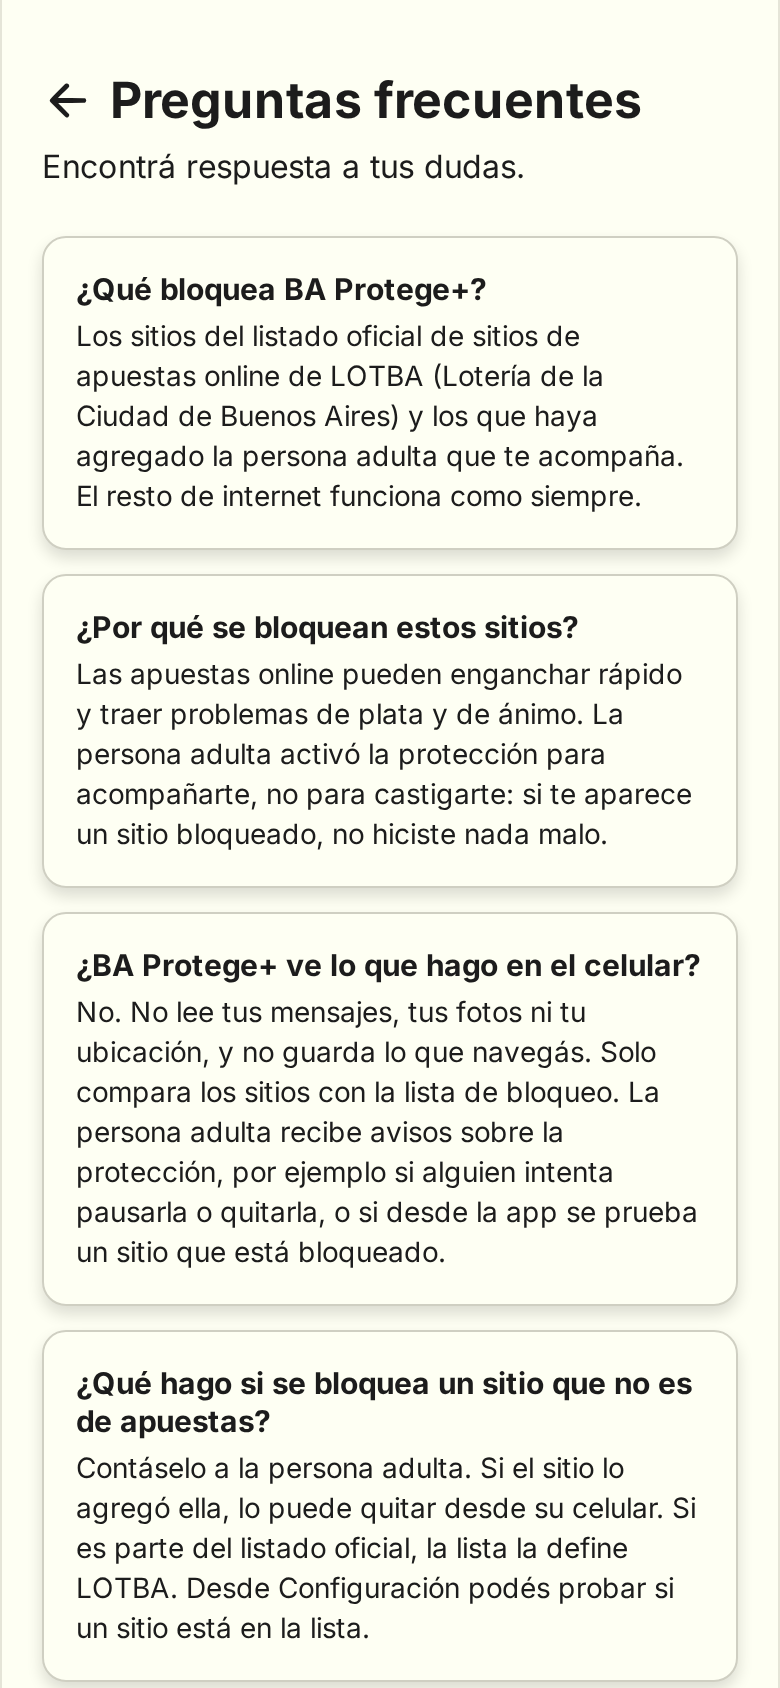 Preguntas frecuentes
Encontrá respuesta a tus dudas.
¿Qué bloquea BA Protege+?
Los sitios del listado oficial de sitios de
apuestas online de LOTBA (Lotería de la
Ciudad de Buenos Aires) y los que haya
agregado la persona adulta que te acompaña.
El resto de internet funciona como siempre.
¿Por qué se bloquean estos sitios?
Las apuestas online pueden enganchar rápido
y traer problemas de plata y de ánimo. La
persona adulta activó la protección para
acompañarte, no para castigarte: si te aparece
un sitio bloqueado, no hiciste nada malo.
¿BA Protege+ ve lo que hago en el celular?
No. No lee tus mensajes, tus fotos ni tu
ubicación, y no guarda lo que navegás. Solo
compara los sitios con la lista de bloqueo. La
persona adulta recibe avisos sobre la
protección, por ejemplo si alguien intenta
pausarla o quitarla, o si desde la app se prueba
un sitio que está bloqueado.
¿Qué hago si se bloquea un sitio que no es
de apuestas?
Contáselo a la persona adulta. Si el sitio lo
agregó ella, lo puede quitar desde su celular. Si
es parte del listado oficial, la lista la define
LOTBA. Desde Configuración podés probar si
un sitio está en la lista.